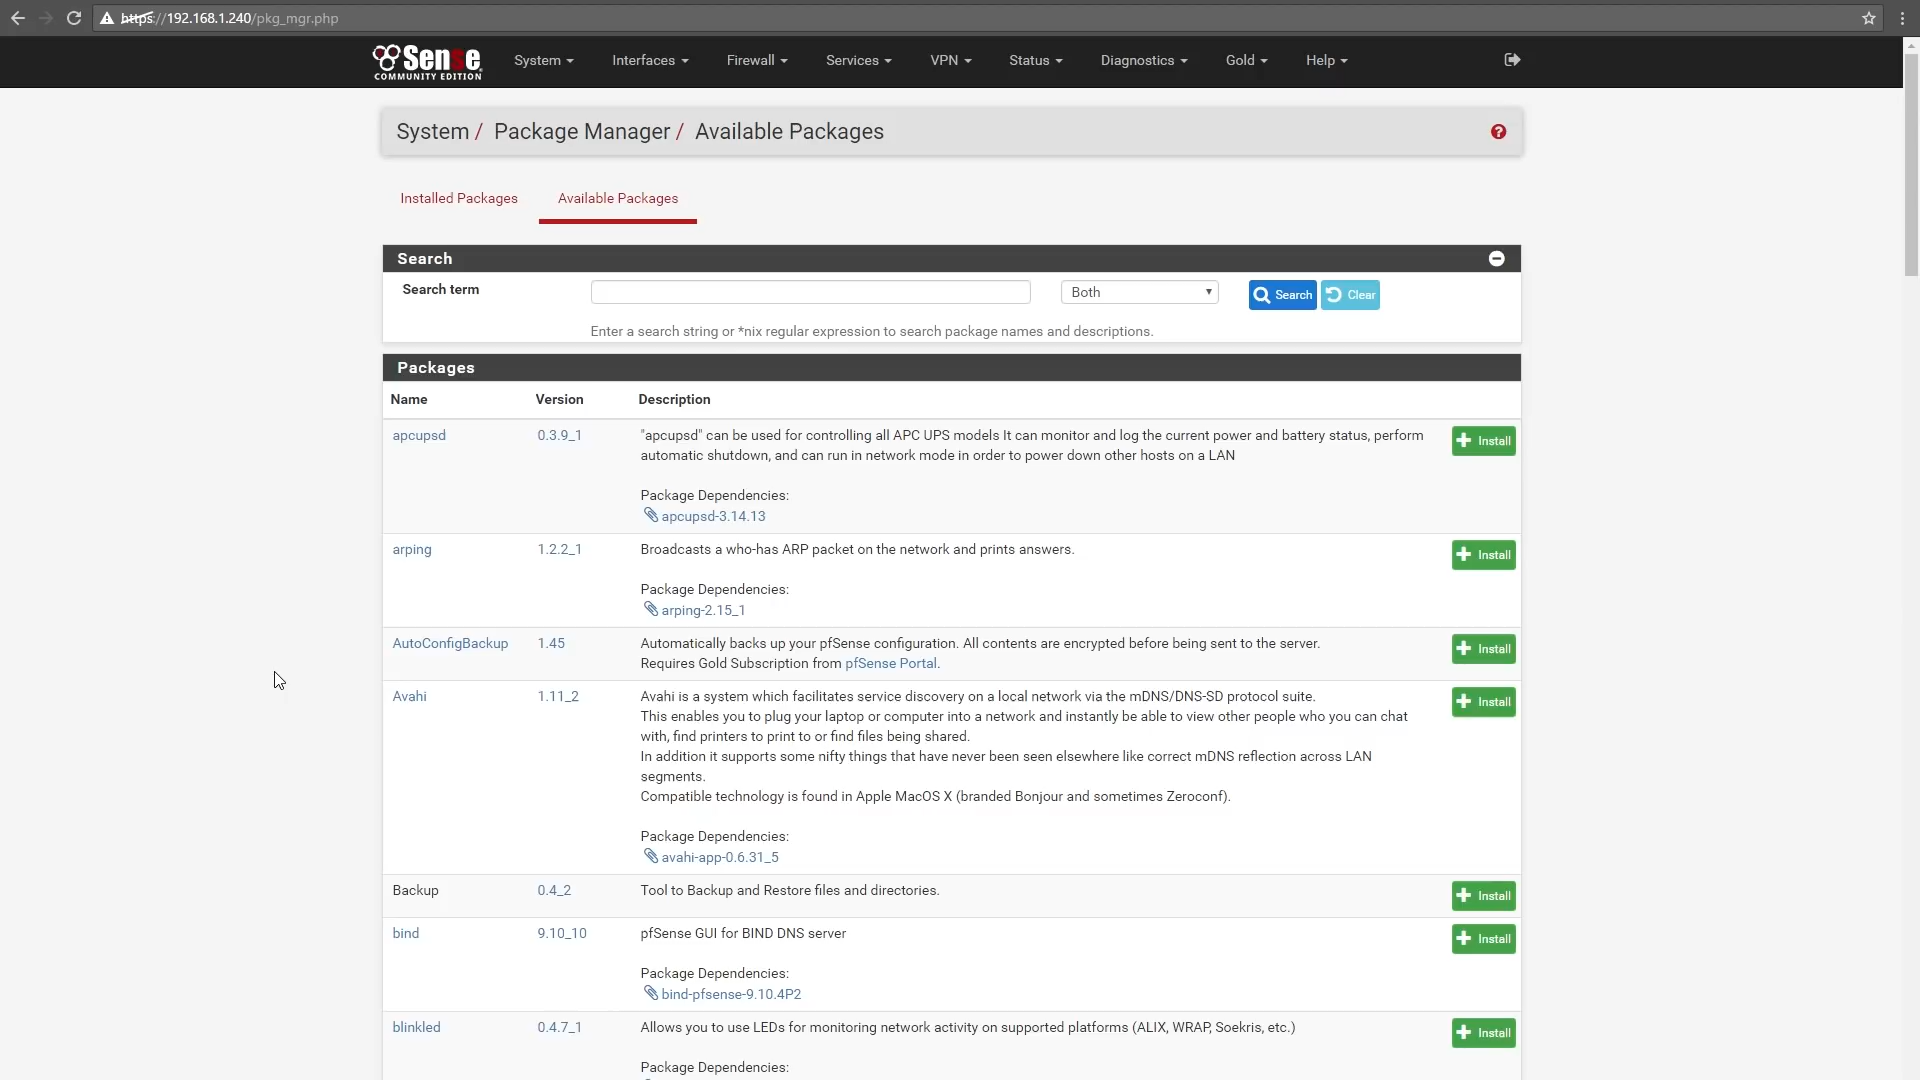 https://192.168.1.240/pkg_mgr.php
Sense
COMMUNITY EDITION
System Interfaces Firewall Services VPN Status Diagnostics Gold Help
System / Package Manager / Available Packages ?
Installed Packages Available Packages
Search
Search term Both Search Clear
Enter a search string or *nix regular expression to search package names and descriptions.
Packages
Name Version Description
apcupsd 0.3.9_1 "apcupsd" can be used for controlling all APC UPS models It can monitor and log the current power and battery status, perform Install
automatic shutdown, and can run in network mode in order to power down other hosts on a LAN
Package Dependencies:
apcupsd-3.14.13
arping 1.2.2_1 Broadcasts a who-has ARP packet on the network and prints answers. Install
Package Dependencies:
arping-2.15_1
AutoConfigBackup 1.45 Automatically backs up your pfSense configuration. All contents are encrypted before being sent to the server. Install
Requires Gold Subscription from pfSense Portal.
Avahi 1.11_2 Avahi is a system which facilitates service discovery on a local network via the mDNS/DNS-SD protocol suite. Install
This enables you to plug your laptop or computer into a network and instantly be able to view other people who you can chat
with, find printers to print to or find files being shared.
In addition it supports some nifty things that have never been seen elsewhere like correct mDNS reflection across LAN
segments.
Compatible technology is found in Apple MacOS X (branded Bonjour and sometimes Zeroconf).
Package Dependencies:
avahi-app-0.6.31_5
Backup 0.4_2 Tool to Backup and Restore files and directories. Install
bind 9.10_10 pfSense GUI for BIND DNS server Install
Package Dependencies:
bind-pfsense-9.10.4P2
blinkled 0.4.7_1 Allows you to use LEDs for monitoring network activity on supported platforms (ALIX, WRAP, Soekris, etc.) Install
Package Dependencies: